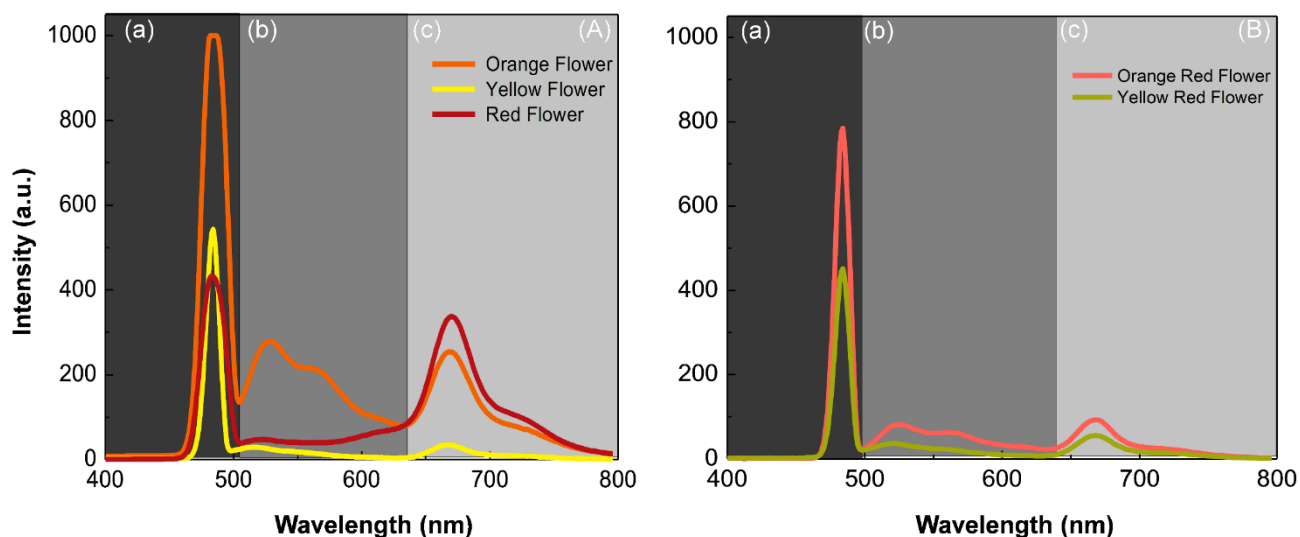 (a) (b) (c) (A)
1000
800
600
400
200
0
Intensity (a.u.)
Orange Flower
Yellow Flower
Red Flower
400 500 600 700 800
Wavelength (nm)
(a) (b) (c) (B)
1000
800
600
400
200
0
Orange Red Flower
Yellow Red Flower
400 500 600 700 800
Wavelength (nm)